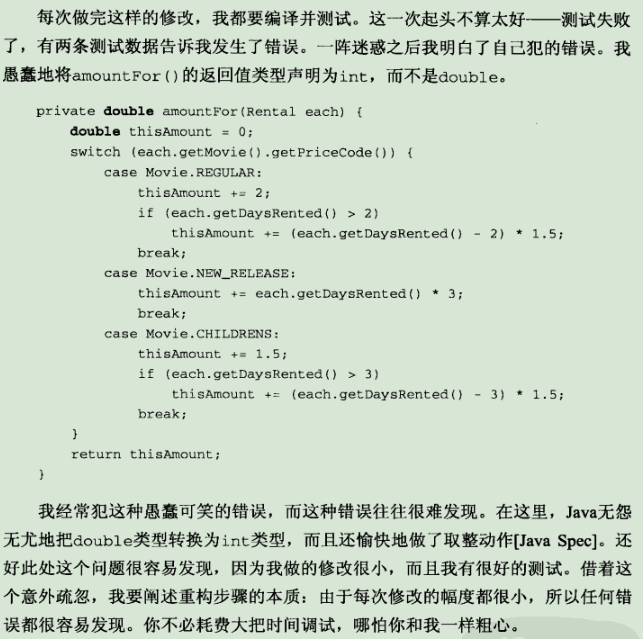 每次做完这样的修改，我都要编译并测试。这一次起头不算太好——测试失败
了，有两条测试数据告诉我发生了错误。一阵迷惑之后我明白了自己犯的错误。我
愚蠢地将amountFor()的返回值类型声明为int，而不是double。
private double amountFor(Rental each) {
double thisAmount = 0;
switch (each.getMovie().getPriceCode()) {
case Movie.REGULAR:
thisAmount += 2;
if (each.getDaysRented() > 2)
thisAmount += (each.getDaysRented() - 2) * 1.5;
break;
case Movie.NEW_RELEASE:
thisAmount += each.getDaysRented() * 3;
break;
case Movie.CHILDRENS:
thisAmount += 1.5;
if (each.getDaysRented() > 3)
thisAmount += (each.getDaysRented() - 3) * 1.5;
break;
}
return thisAmount;
}
我经常犯这种愚蠢可笑的错误，而这种错误往往很难发现。在这里，Java无怨
无尤地把double类型转换为int类型，而且还愉快地做了取整动作[Java Spec]。还
好此处这个问题很容易发现，因为我做的修改很小，而且我有很好的测试。借着这
个意外疏忽，我要阐述重构步骤的本质：由于每次修改的幅度都很小，所以任何错
误都很容易发现。你不必耗费大把时间调试，哪怕你和我一样粗心。